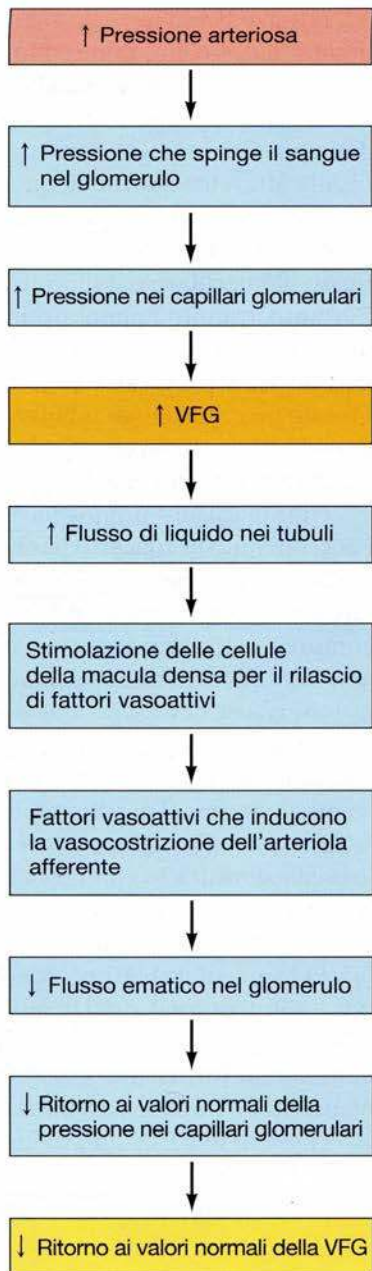 ↑ Pressione arteriosa
↑ Pressione che spinge il sangue
nel glomerulo
↑ Pressione nei capillari glomerulari
↑ VFG
↑ Flusso di liquido nei tubuli
Stimolazione delle cellule
della macula densa per il rilascio
di fattori vasoattivi
Fattori vasoattivi che inducono
la vasocostrizione dell'arteriola
afferente
↓ Flusso ematico nel glomerulo
↓ Ritorno ai valori normali della
pressione nei capillari glomerulari
↓ Ritorno ai valori normali della VFG